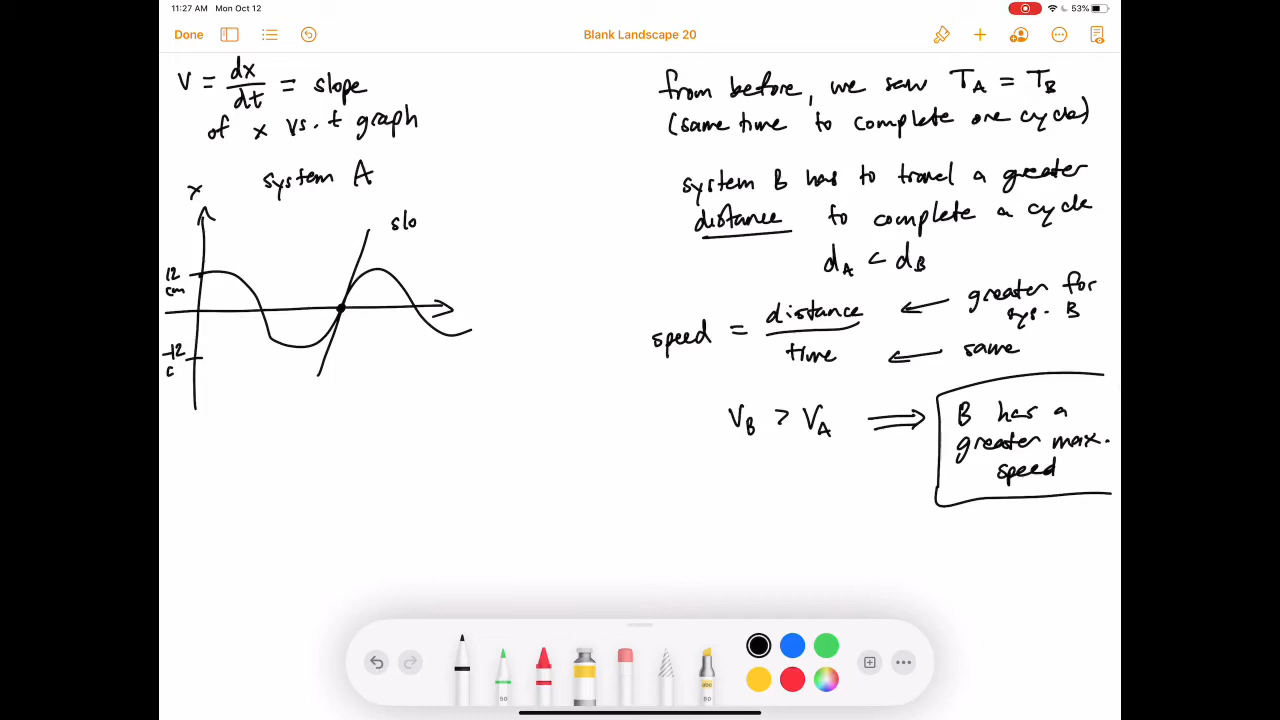 11:27 AM Mon Oct 12
53%
Done
Blank Landscape 20
V = dx/dt = slope
of x vs. t graph
system A
x
slo
12
cm
-12
c
from before, we saw T_A = T_B
(same time to complete one cycle)
system B has to travel a greater
distance to complete a cycle
d_A < d_B
speed = distance/time
← greater for
sys. B
← same
V_B > V_A ⟹
B has a
greater max.
speed
50
abc
80